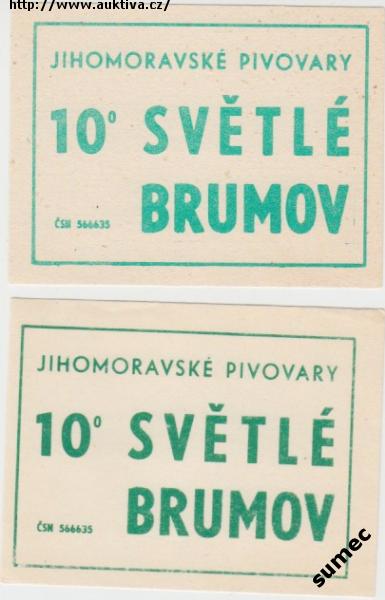 http://www.auktiva.cz/
JIHOMORAVSKÉ PIVOVARY
10° SVĚTLÉ
ČSN 566635 BRUMOV
JIHOMORAVSKÉ PIVOVARY
10° SVĚTLÉ
ČSN 566635 BRUMOV
sumec